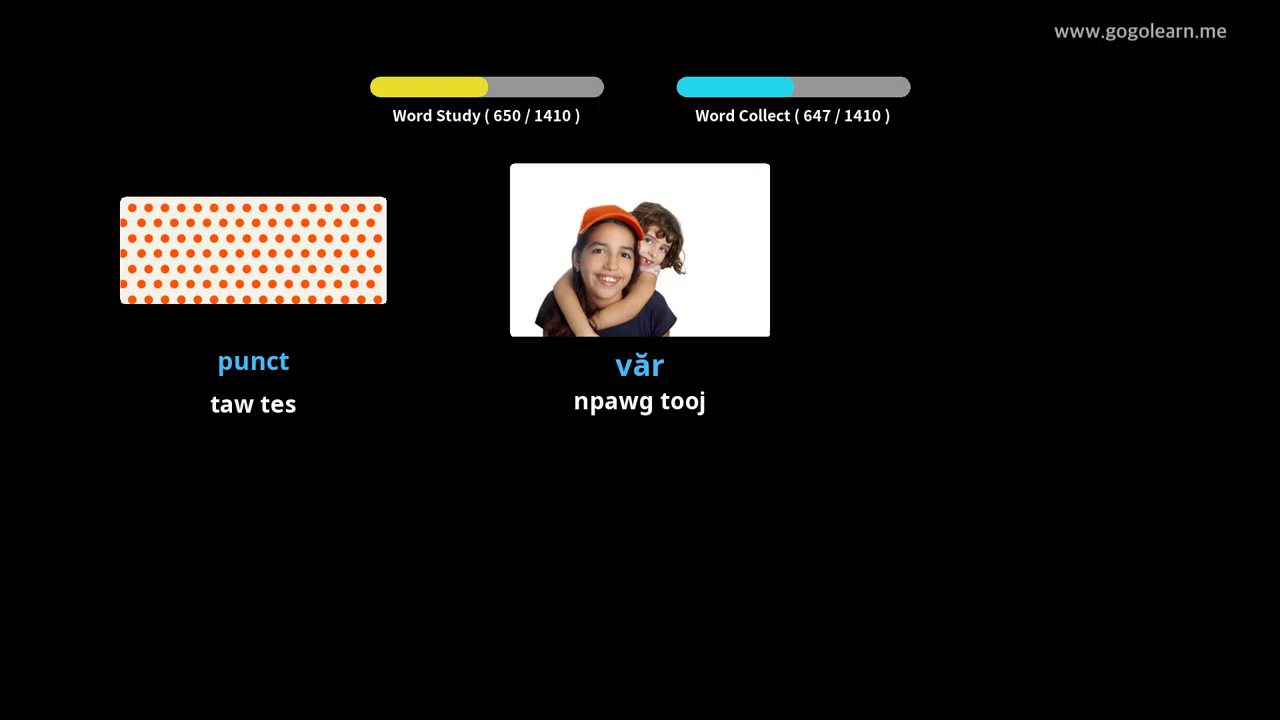 www.gogolearn.me
Word Study ( 650 / 1410 )
Word Collect ( 647 / 1410 )
punct
taw tes
văr
npawg tooj